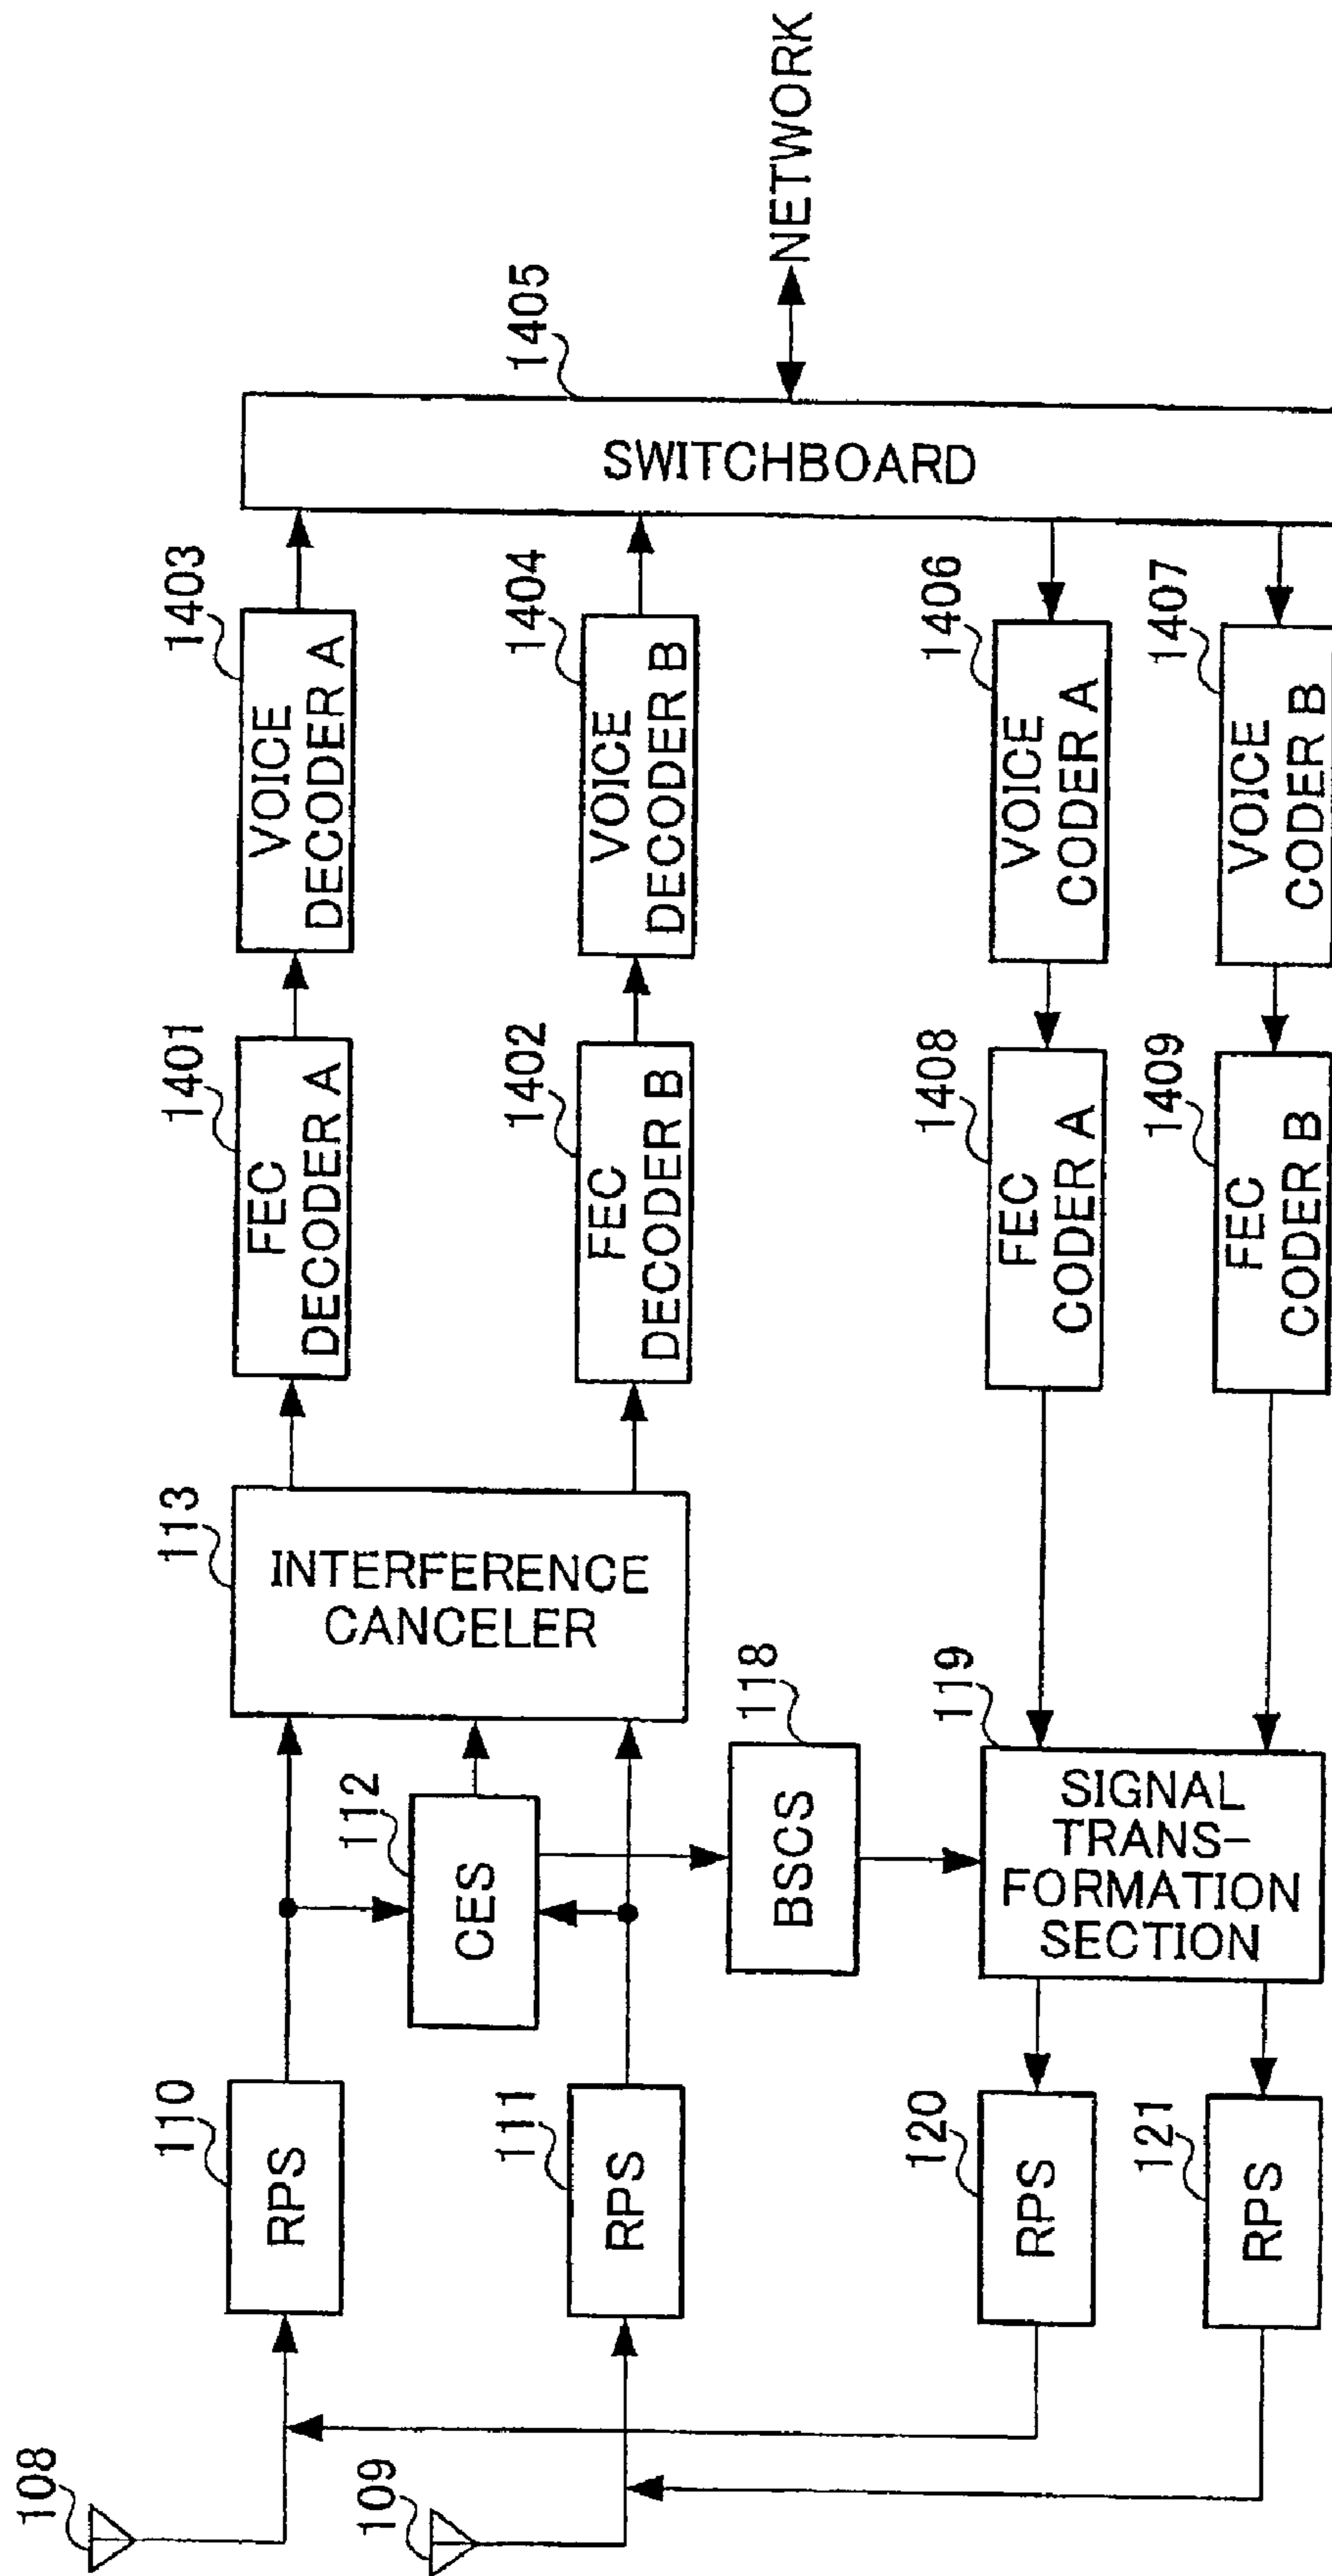 108
109
110
RPS
111
RPS
112
CES
113
INTERFERENCE
CANCELER
1401
FEC
DECODER A
1402
FEC
DECODER B
1403
VOICE
DECODER A
1404
VOICE
DECODER B
1405
SWITCHBOARD
NETWORK
118
BSCS
119
SIGNAL
TRANS-
FORMATION
SECTION
120
RPS
121
RPS
1408
FEC
CODER A
1409
FEC
CODER B
1406
VOICE
CODER A
1407
VOICE
CODER B